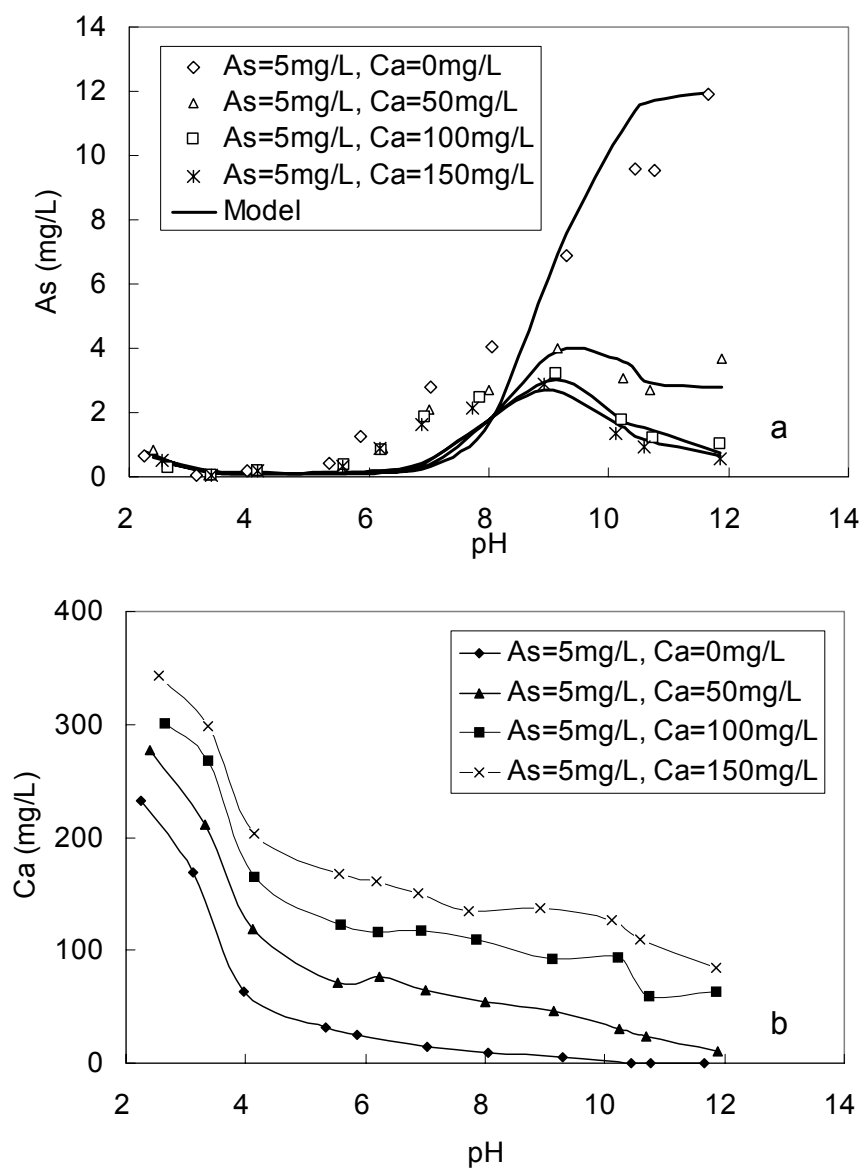 14
12
10
8
6
4
2
0
As (mg/L)
As=5mg/L, Ca=0mg/L
As=5mg/L, Ca=50mg/L
As=5mg/L, Ca=100mg/L
As=5mg/L, Ca=150mg/L
Model
a
2 4 6 8 10 12 14
pH
400
300
200
100
0
Ca (mg/L)
As=5mg/L, Ca=0mg/L
As=5mg/L, Ca=50mg/L
As=5mg/L, Ca=100mg/L
As=5mg/L, Ca=150mg/L
b
2 4 6 8 10 12 14
pH